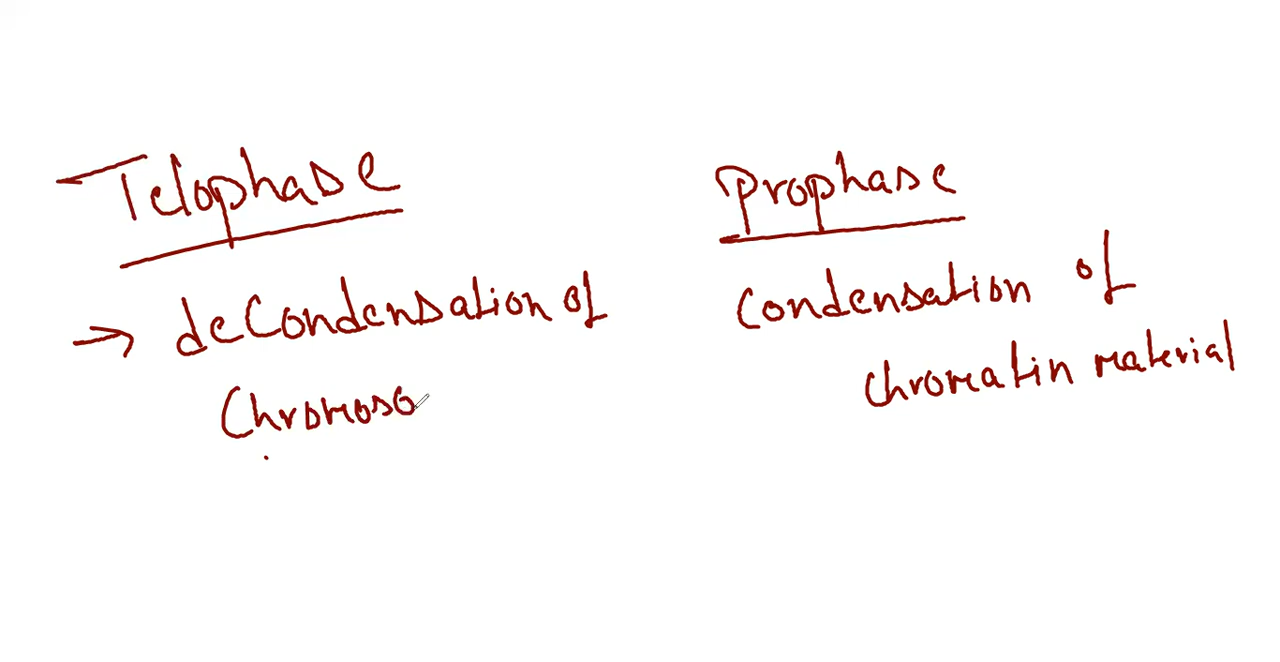 Telophase
→ deCondensation of
Chromoso
Prophase
Condensation of
chromatin material